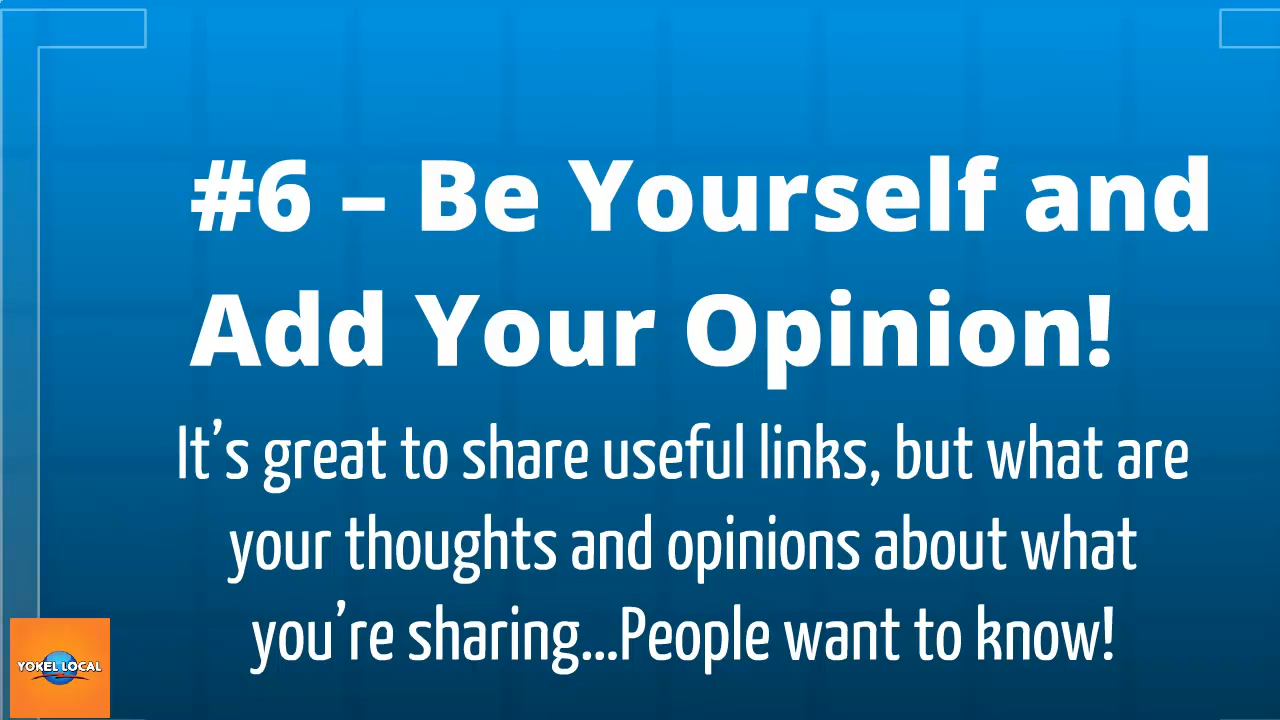 #6 – Be Yourself and
Add Your Opinion!
It’s great to share useful links, but what are
your thoughts and opinions about what
you’re sharing...People want to know!
YOKEL LOCAL